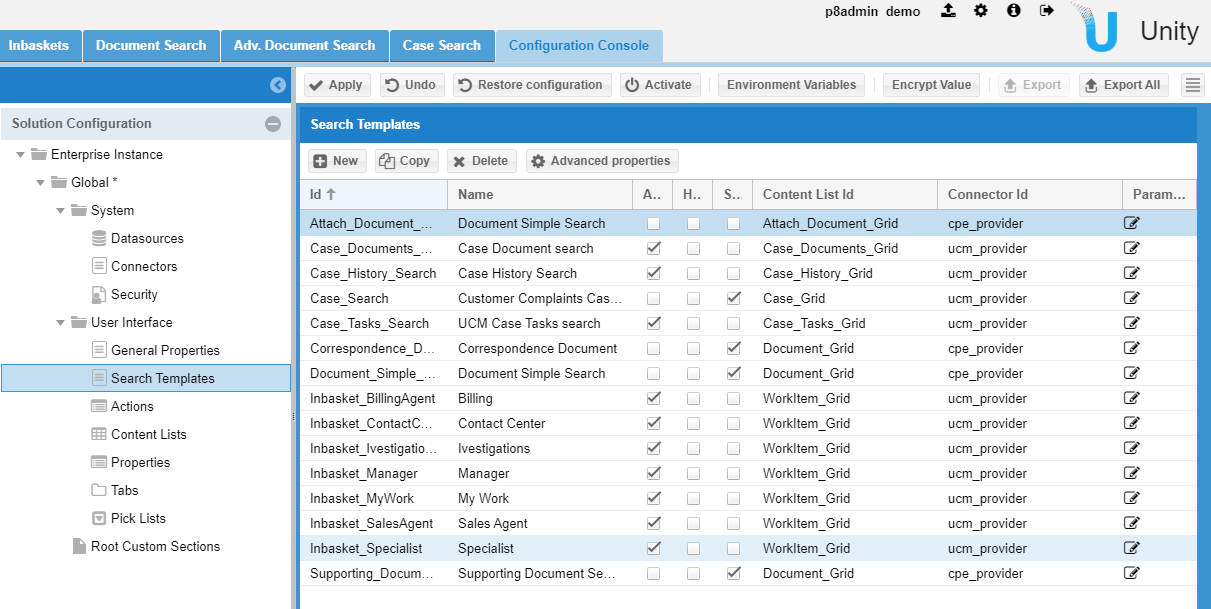 p8admin demo
Unity
Inbaskets Document Search Adv. Document Search Case Search Configuration Console
Apply Undo Restore configuration Activate Environment Variables Encrypt Value Export Export All
Solution Configuration
Enterprise Instance
Global *
System
Datasources
Connectors
Security
User Interface
General Properties
Search Templates
Actions
Content Lists
Properties
Tabs
Pick Lists
Root Custom Sections
Search Templates
New Copy Delete Advanced properties
Id Name A.. H.. S.. Content List Id Connector Id Param...
Attach_Document_... Document Simple Search Attach_Document_Grid cpe_provider
Case_Documents_... Case Document search Case_Documents_Grid ucm_provider
Case_History_Search Case History Search Case_History_Grid ucm_provider
Case_Search Customer Complaints Cas... Case_Grid ucm_provider
Case_Tasks_Search UCM Case Tasks search Case_Tasks_Grid ucm_provider
Correspondence_D... Correspondence Document Document_Grid cpe_provider
Document_Simple_... Document Simple Search Document_Grid cpe_provider
Inbasket_BillingAgent Billing WorkItem_Grid ucm_provider
Inbasket_ContactC... Contact Center WorkItem_Grid ucm_provider
Inbasket_Ivestigatio... Ivestigations WorkItem_Grid ucm_provider
Inbasket_Manager Manager WorkItem_Grid ucm_provider
Inbasket_MyWork My Work WorkItem_Grid ucm_provider
Inbasket_SalesAgent Sales Agent WorkItem_Grid ucm_provider
Inbasket_Specialist Specialist WorkItem_Grid ucm_provider
Supporting_Docum... Supporting Document Se... Document_Grid cpe_provider